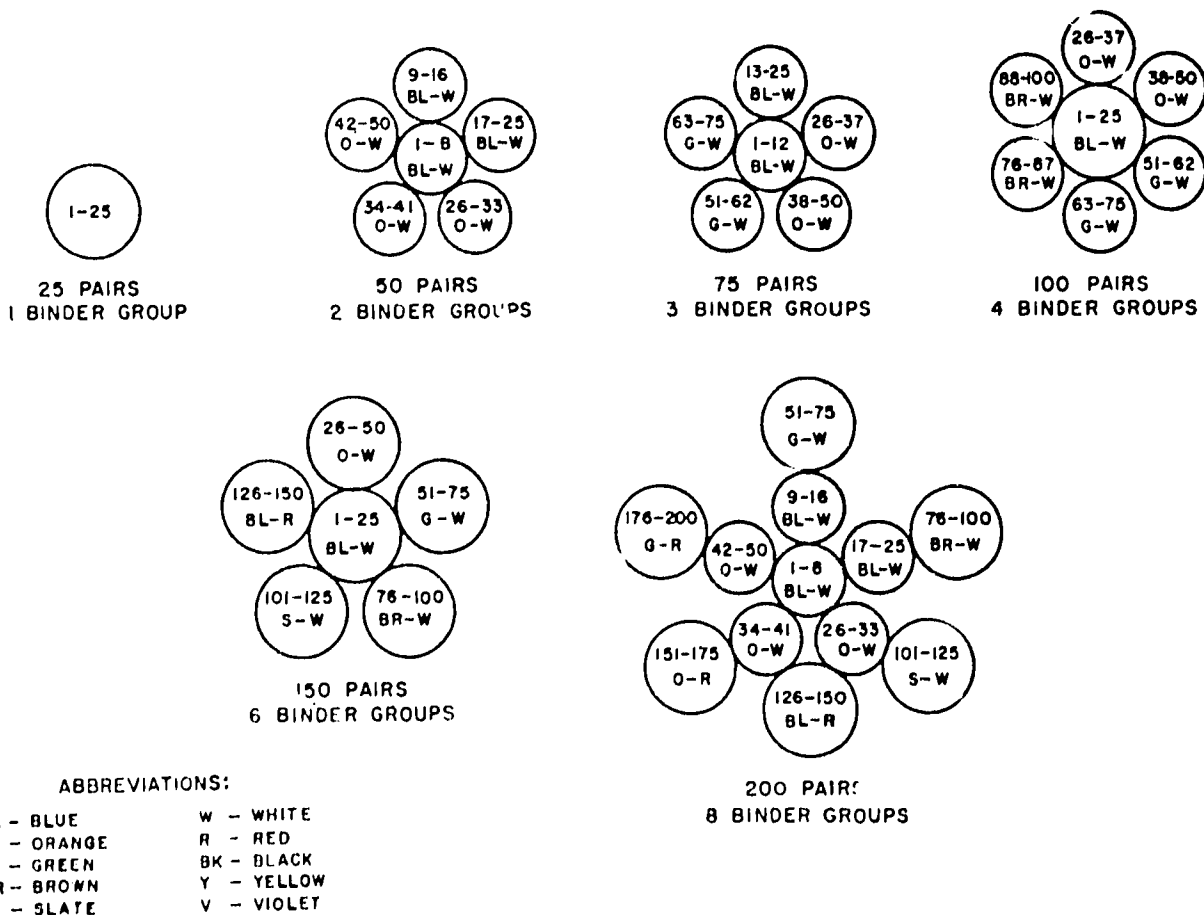 1-25
25 PAIRS
1 BINDER GROUP
9-16
BL-W
42-50
O-W
17-25
BL-W
1-8
BL-W
34-41
O-W
26-33
O-W
50 PAIRS
2 BINDER GROUPS
13-25
BL-W
63-75
G-W
26-37
O-W
1-12
BL-W
51-62
G-W
38-50
O-W
75 PAIRS
3 BINDER GROUPS
26-37
O-W
88-100
BR-W
38-50
O-W
1-25
BL-W
76-87
BR-W
51-62
G-W
63-75
G-W
100 PAIRS
4 BINDER GROUPS
26-50
O-W
126-150
BL-R
51-75
G-W
1-25
BL-W
101-125
S-W
76-100
BR-W
150 PAIRS
6 BINDER GROUPS
51-75
G-W
9-16
BL-W
176-200
G-R
76-100
BR-W
42-50
O-W
17-25
BL-W
1-8
BL-W
34-41
O-W
26-33
O-W
151-175
O-R
101-125
S-W
126-150
BL-R
200 PAIRS
8 BINDER GROUPS
ABBREVIATIONS:
- BLUE W - WHITE
- ORANGE R - RED
- GREEN BK - BLACK
R - BROWN Y - YELLOW
- SLATE V - VIOLET